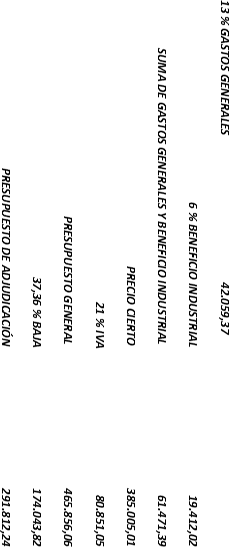 13 % GASTOS GENERALES 42.059,37
6 % BENEFICIO INDUSTRIAL 19.412,02
SUMA DE GASTOS GENERALES Y BENEFICIO INDUSTRIAL 61.471,39
PRECIO CIERTO 385.005,01
21 % IVA 80.851,05
PRESUPUESTO GENERAL 465.856,06
37,36 % BAJA 174.043,82
PRESUPUESTO DE ADJUDICACIÓN 291.812,24